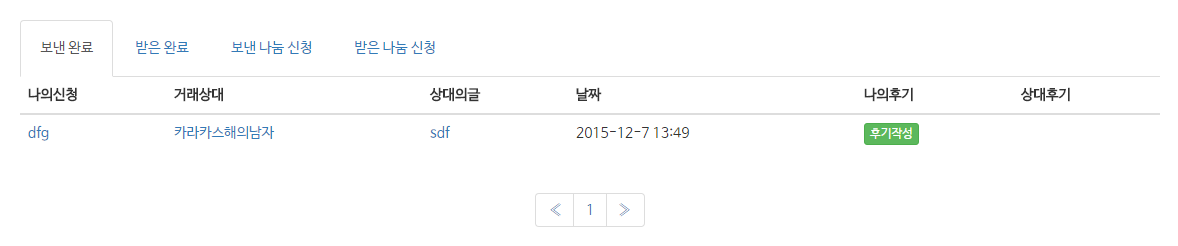 보낸 완료 받은 완료 보낸 나눔 신청 받은 나눔 신청
나의신청 거래상대 상대의글 날짜 나의후기 상대후기
dfg 카라카스해의남자 sdf 2015-12-7 13:49 후기작성
« 1 »